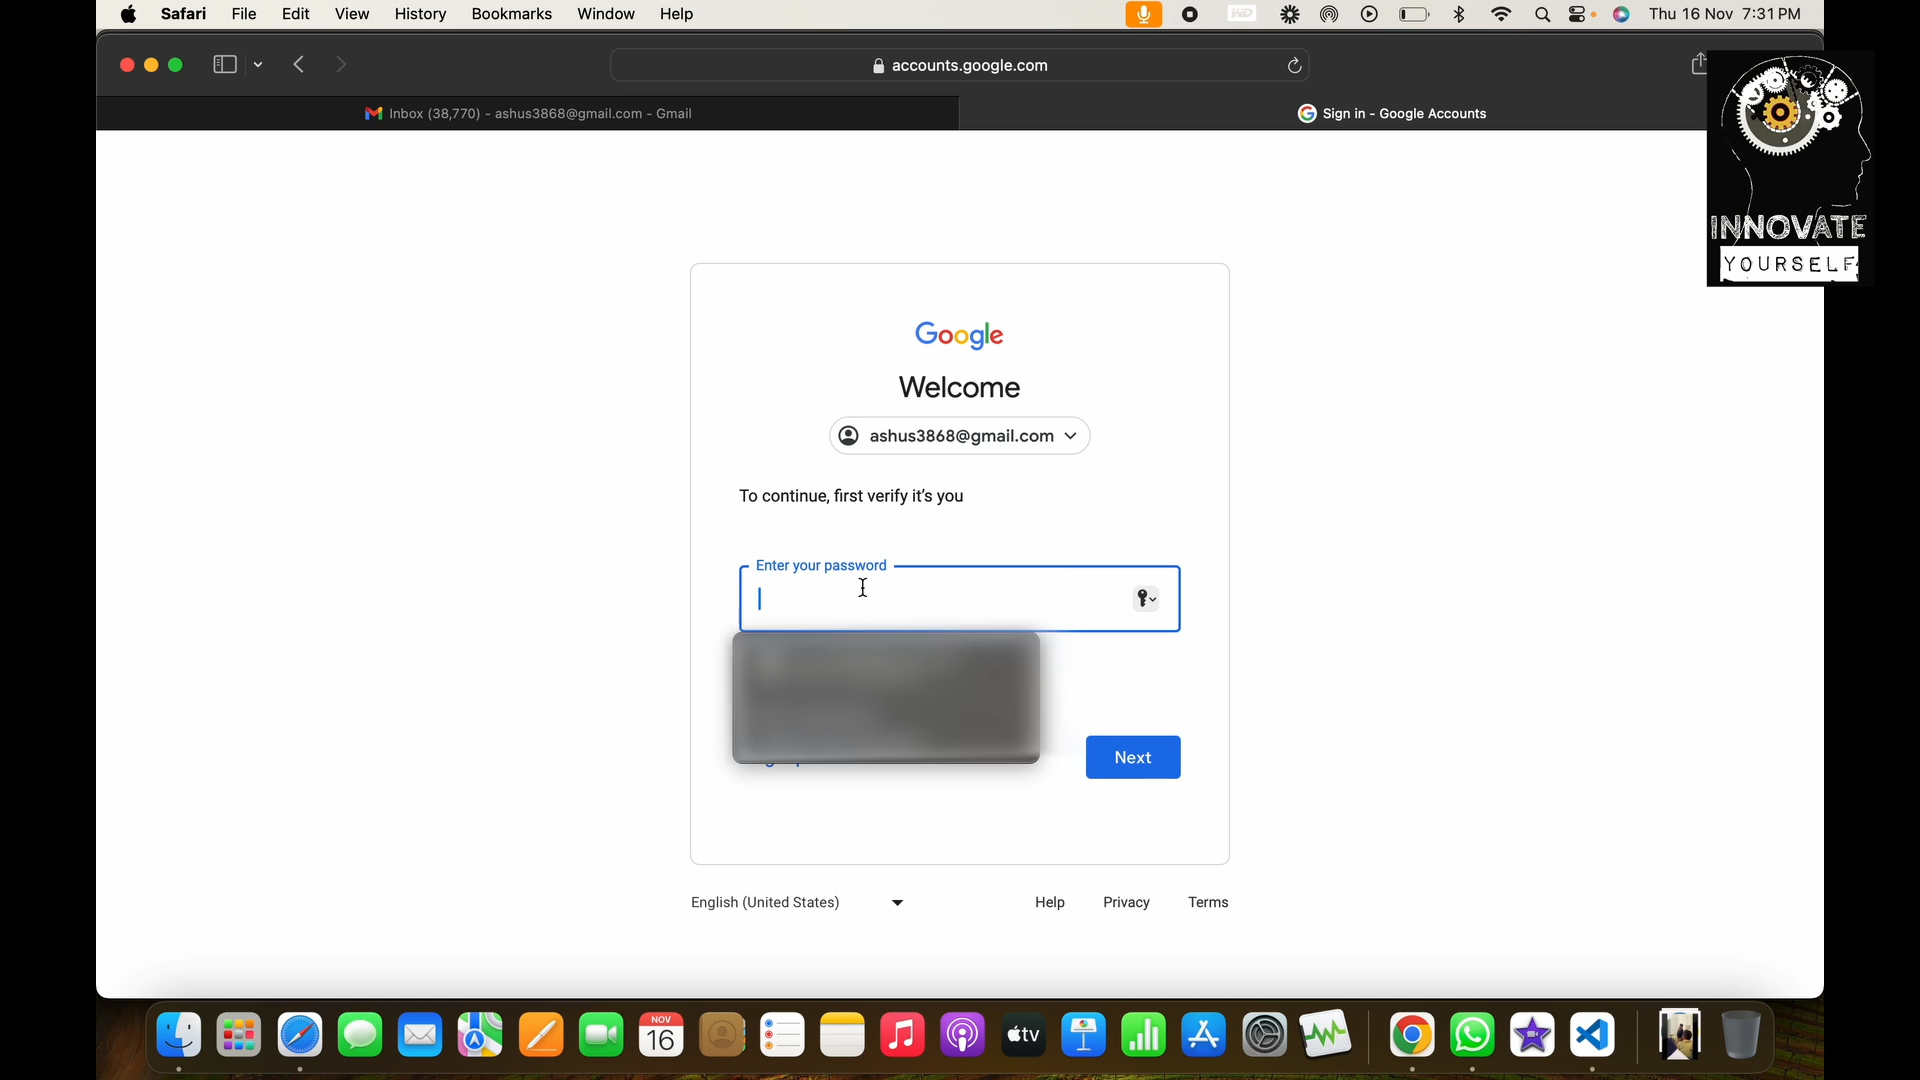 Safari File Edit View History Bookmarks Window Help Thu 16 Nov 7:31 PM
accounts.google.com
Inbox (38,770) - ashus3868@gmail.com - Gmail
Sign in - Google Accounts
INNOVATE
YOURSELF
Google
Welcome
ashus3868@gmail.com
To continue, first verify it's you
Enter your password
Next
English (United States)
Help Privacy Terms
NOV
16
tv